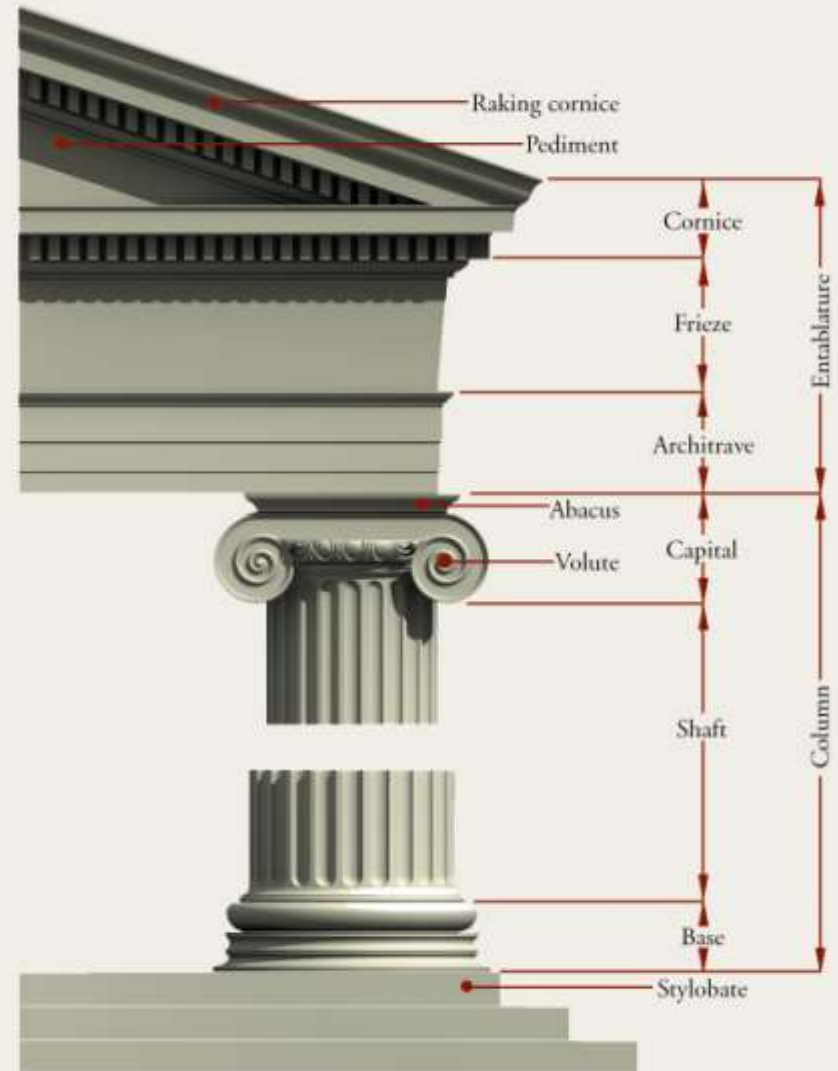 Raking cornice
Pediment
Cornice
Frieze
Entablature
Architrave
Abacus
Capital
Volute
Shaft
Column
Base
Stylobate